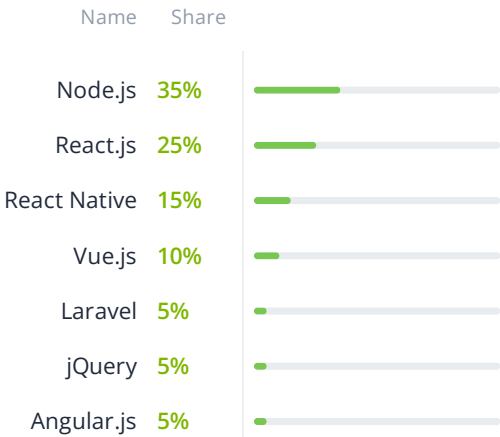 Name Share
Node.js 35%
React.js 25%
React Native 15%
Vue.js 10%
Laravel 5%
jQuery 5%
Angular.js 5%